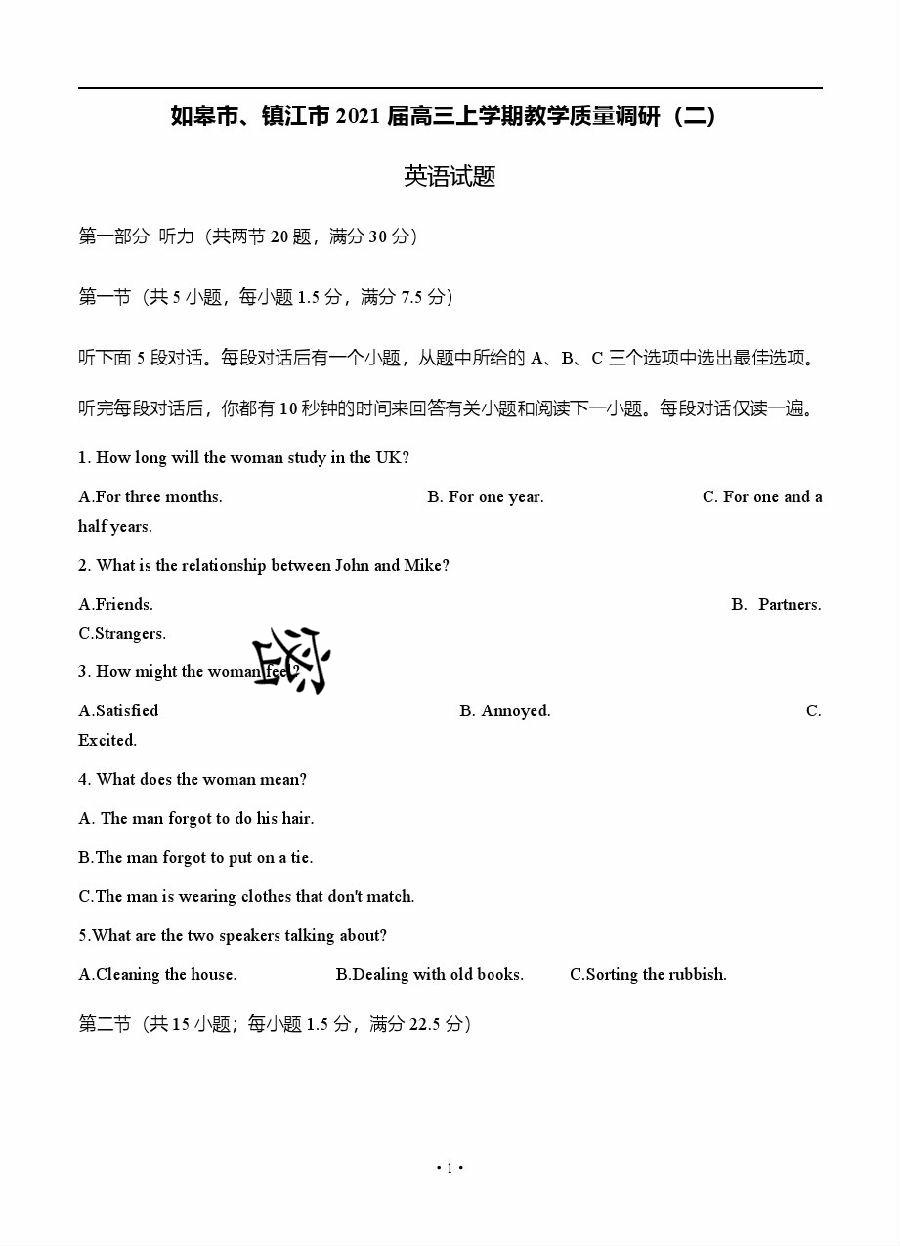 如皋市、镇江市 2021 届高三上学期教学质量调研（二）
英语试题
第一部分 听力（共两节 20 题，满分 30 分）
第一节（共 5 小题，每小题 1.5 分，满分 7.5 分）
听下面 5 段对话。每段对话后有一个小题，从题中所给的 A、B、C 三个选项中选出最佳选项。
听完每段对话后，你都有 10 秒钟的时间来回答有关小题和阅读下一小题。每段对话仅读一遍。
1. How long will the woman study in the UK?
A.For three months. B. For one year. C. For one and a
half years.
2. What is the relationship between John and Mike?
A.Friends. B. Partners.
C.Strangers.
3. How might the woman feel?
A.Satisfied B. Annoyed. C.
Excited.
4. What does the woman mean?
A. The man forgot to do his hair.
B.The man forgot to put on a tie.
C.The man is wearing clothes that don't match.
5.What are the two speakers talking about?
A.Cleaning the house. B.Dealing with old books. C.Sorting the rubbish.
第二节（共 15 小题；每小题 1.5 分，满分 22.5 分）
• 1 •